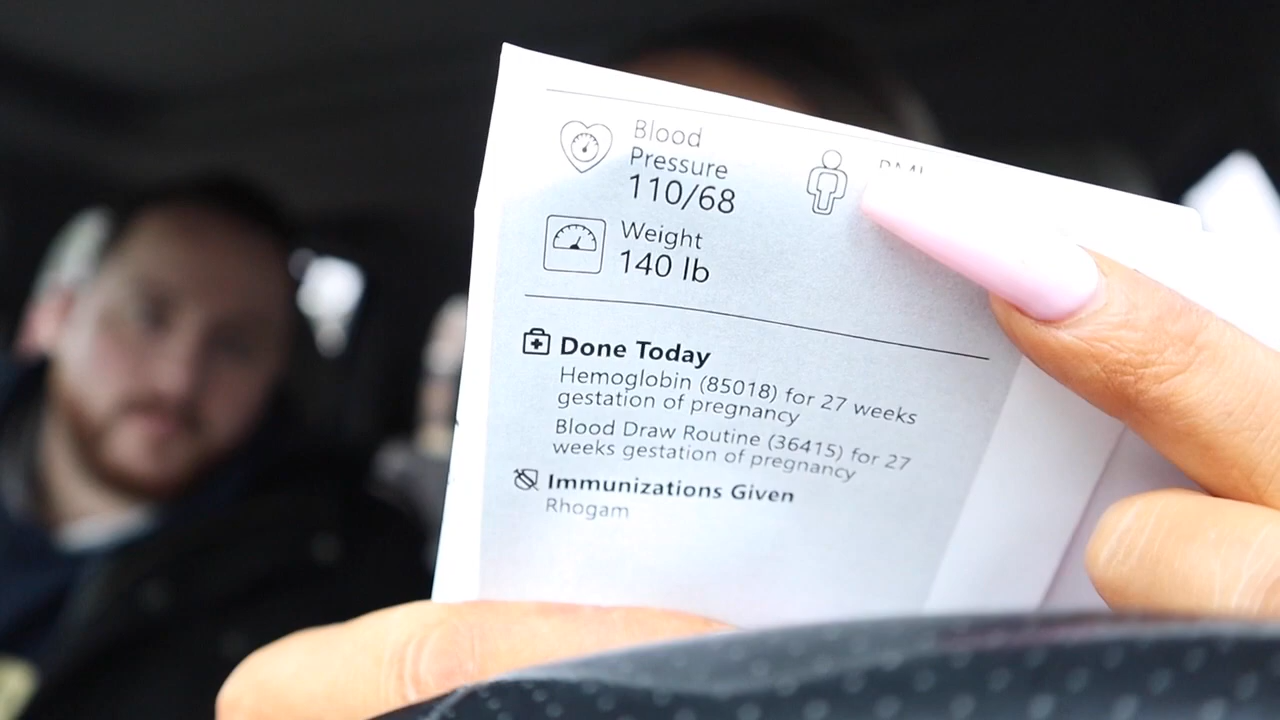 Blood
Pressure
110/68
Weight
140 lb
Done Today
Hemoglobin (85018) for 27 weeks
gestation of pregnancy
Blood Draw Routine (36415) for 27
weeks gestation of pregnancy
Immunizations Given
Rhogam